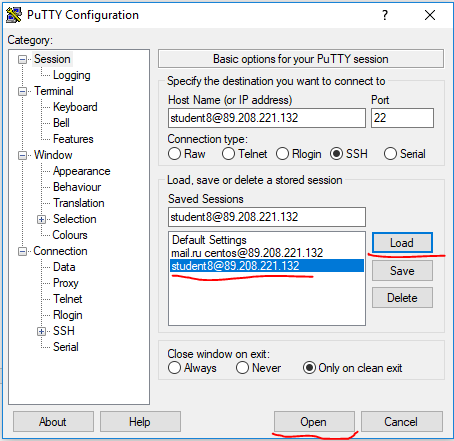 PuTTY Configuration
Category:
Session
Logging
Terminal
Keyboard
Bell
Features
Window
Appearance
Behaviour
Translation
Selection
Colours
Connection
Data
Proxy
Telnet
Rlogin
SSH
Serial
Basic options for your PuTTY session
Specify the destination you want to connect to
Host Name (or IP address) Port
student8@89.208.221.132 22
Connection type:
Raw Telnet Rlogin SSH Serial
Load, save or delete a stored session
Saved Sessions
student8@89.208.221.132
Default Settings
mail.ru centos@89.208.221.132
student8@89.208.221.132
Load
Save
Delete
Close window on exit:
Always Never Only on clean exit
About Help Open Cancel